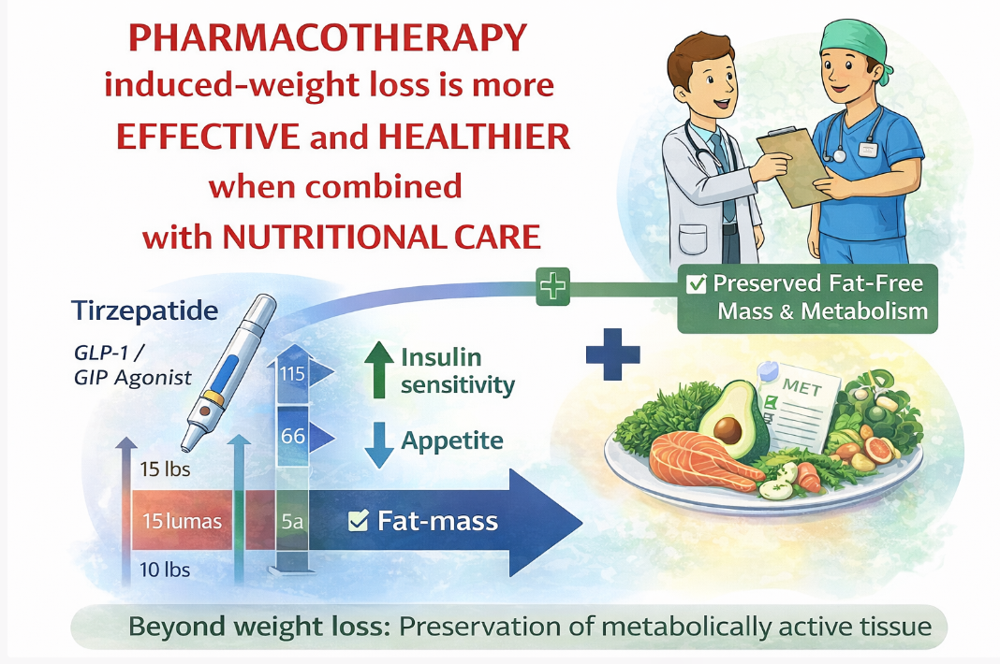 PHARMACOTHERAPY
induced-weight loss is more
EFFECTIVE and HEALTHIER
when combined
with NUTRITIONAL CARE
Preserved Fat-Free
Mass & Metabolism
Tirzepatide
GLP-1 /
GIP Agonist
115
66
Insulin
sensitivity
Appetite
MET
15 lbs
15 lumas
5a
Fat-mass
10 lbs
Beyond weight loss: Preservation of metabolically active tissue